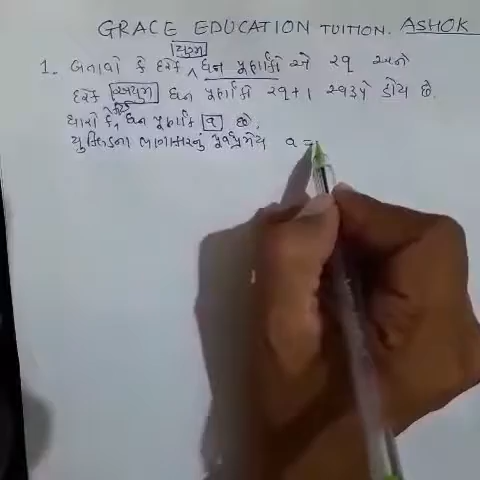 GRACE EDUCATION TUITION. ASHOK
યુગ્મ
1. બતાવો કે દરેક ^ ધન પૂર્ણાંક એ 2q અને
દરેક અયુગ્મ ધન પૂર્ણાંક 2q+1 સ્વરૂપે હોય છે.
ધારો કે, ધન પૂર્ણાંક a છે,
યુક્લિડના ભાગાકારનું પૂર્વપ્રમેય a =